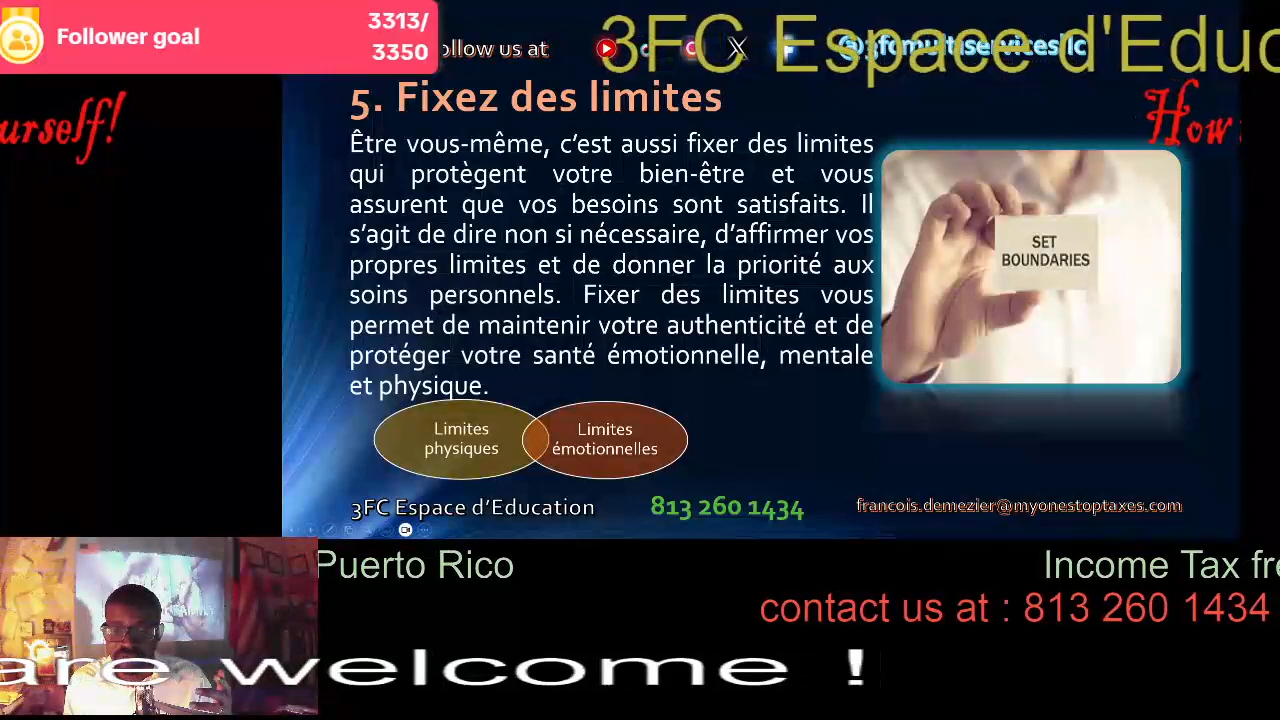 Follower goal
3313/
3350
ollow us at
3FC Espace d'Educ
@3fcmultiservicesllc
urself!
How
5. Fixez des limites
Être vous-même, c'est aussi fixer des limites
qui protègent votre bien-être et vous
assurent que vos besoins sont satisfaits. Il
s'agit de dire non si nécessaire, d'affirmer vos
propres limites et de donner la priorité aux
soins personnels. Fixer des limites vous
permet de maintenir votre authenticité et de
protéger votre santé émotionnelle, mentale
et physique.
SET
BOUNDARIES
Limites
physiques
Limites
émotionnelles
3FC Espace d'Education
813 260 1434
francois.demezier@myonestoptaxes.com
Puerto Rico
Income Tax fre
contact us at : 813 260 1434
are welcome !